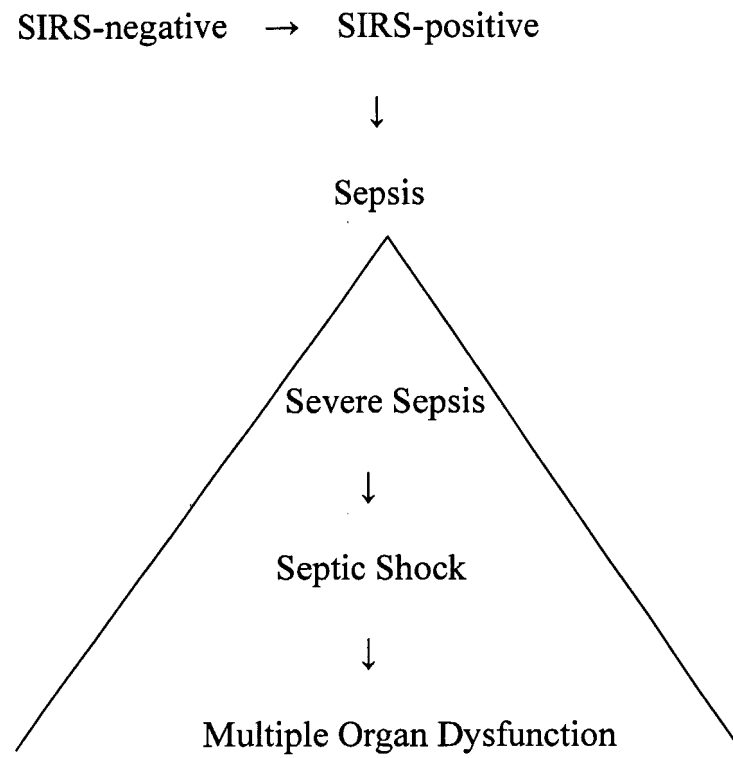 SIRS-negative → SIRS-positive
↓
Sepsis
Severe Sepsis
↓
Septic Shock
↓
Multiple Organ Dysfunction